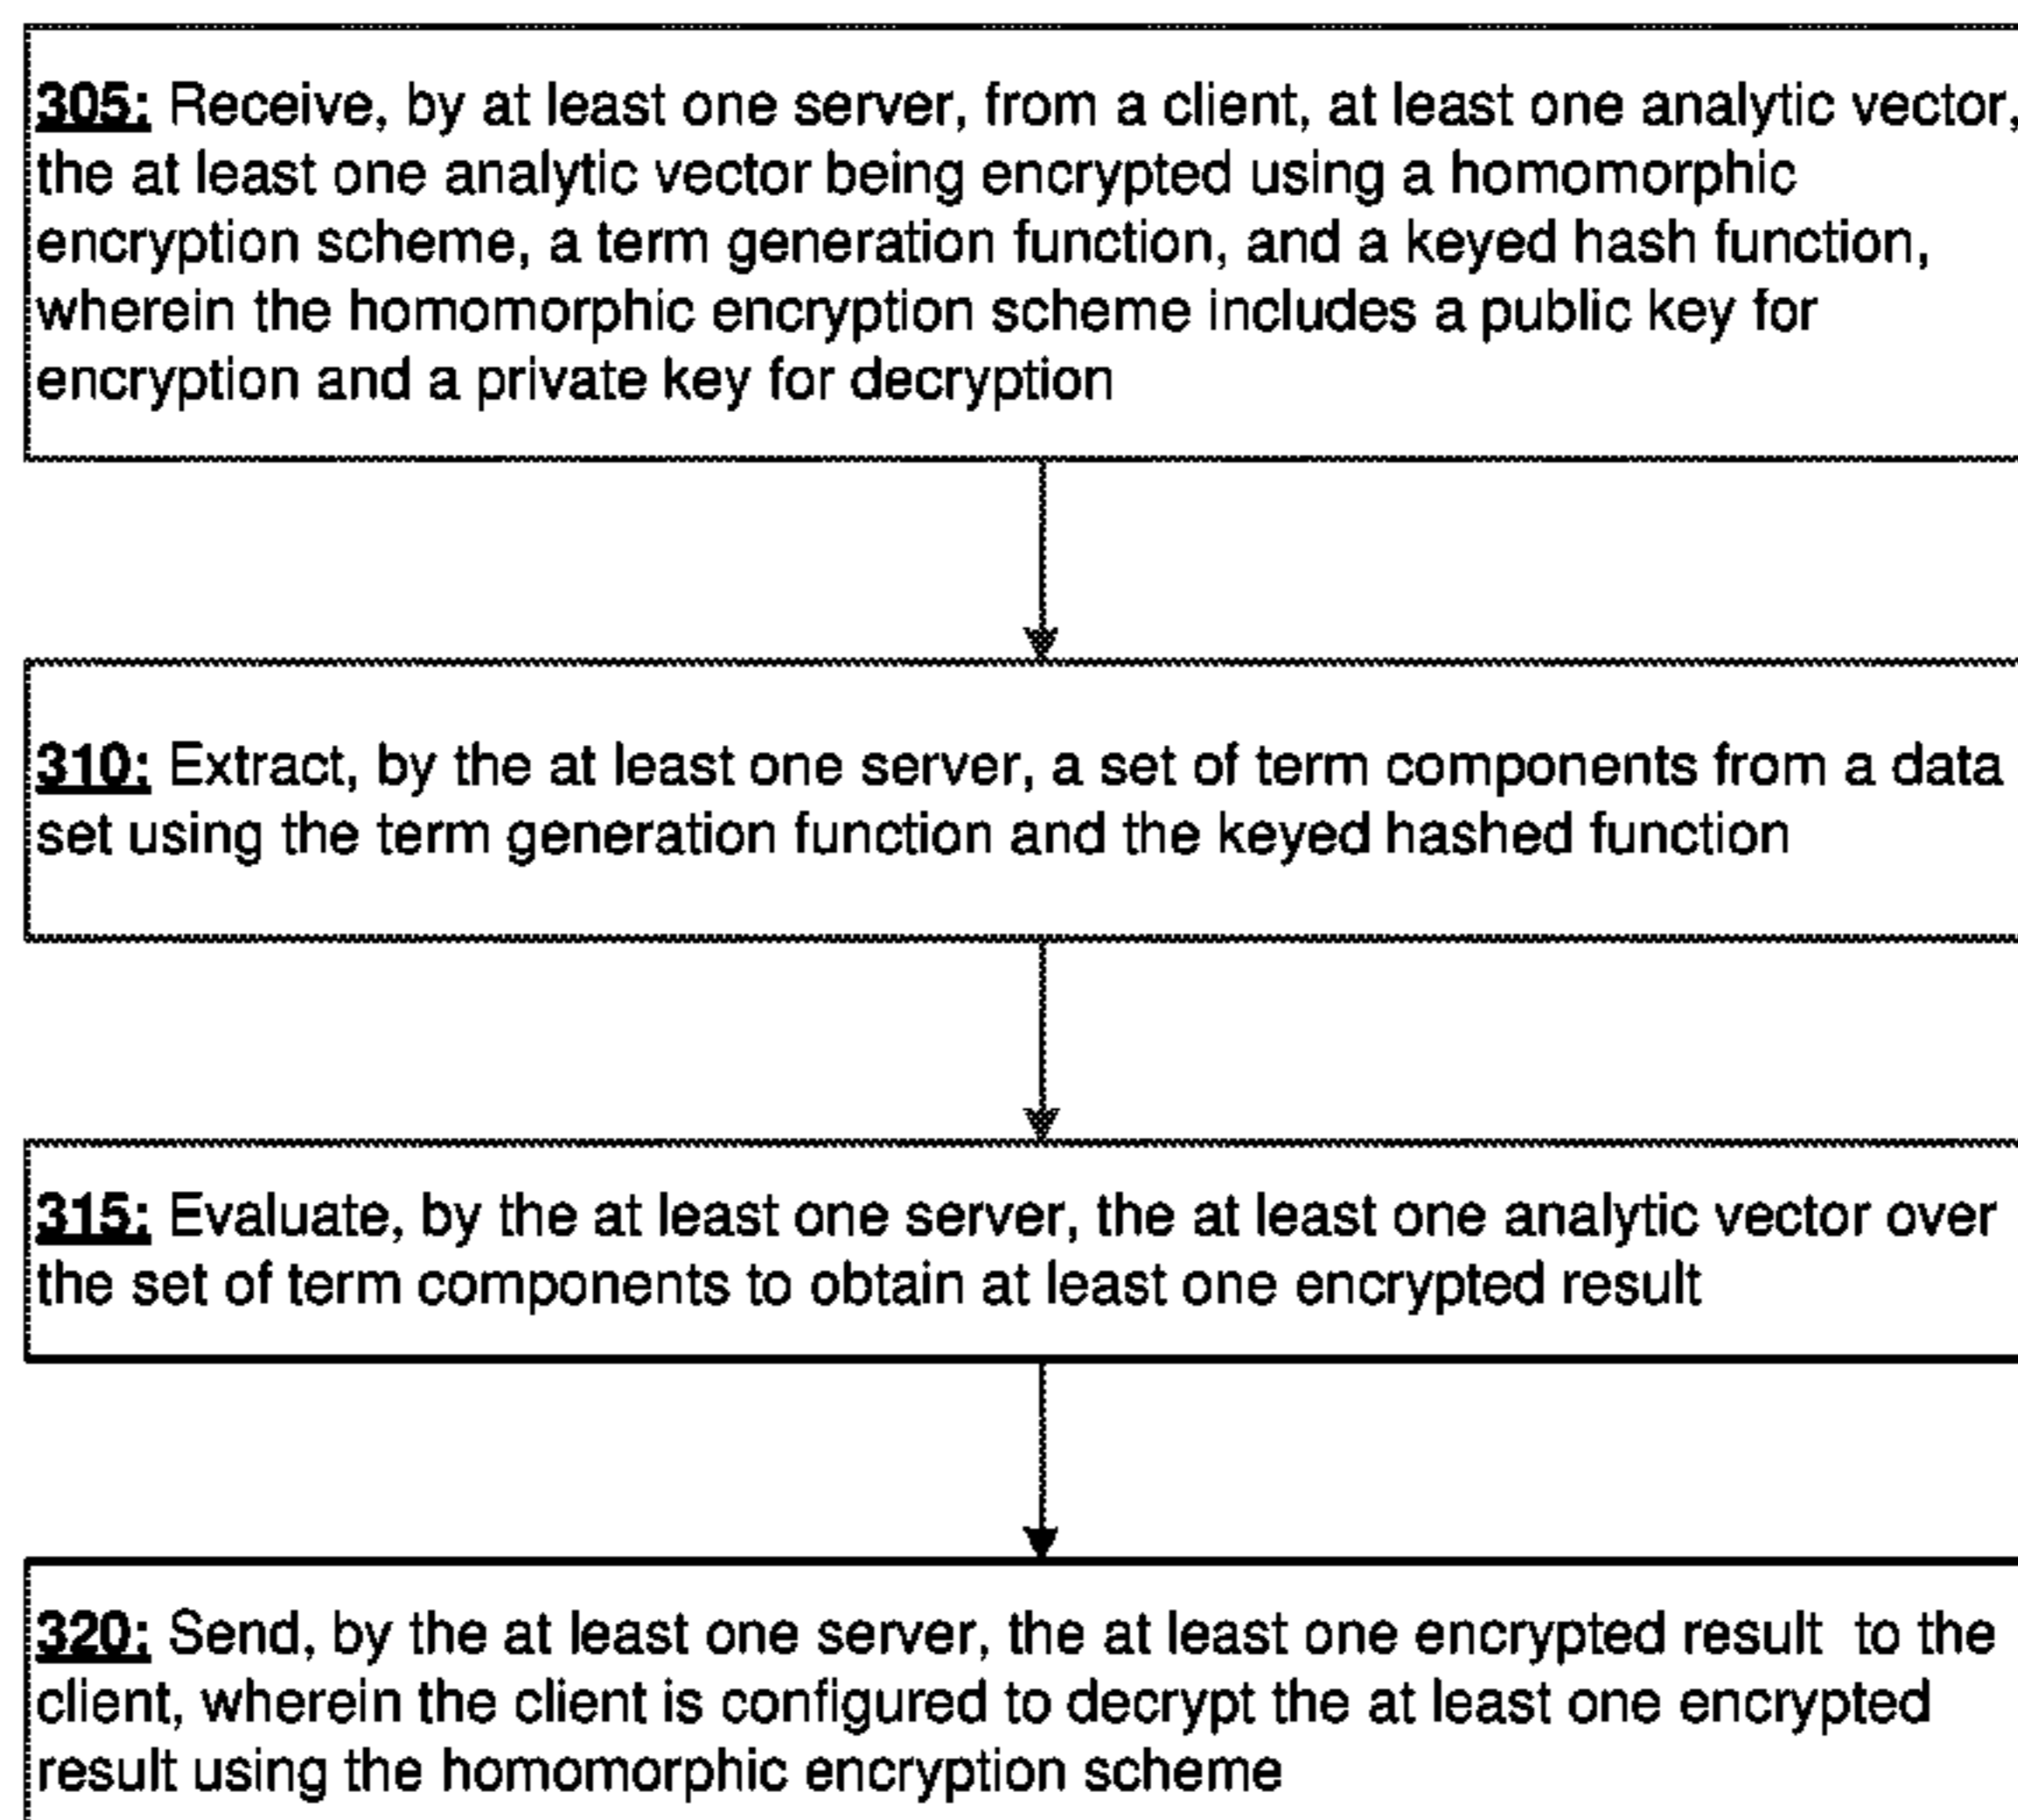 305: Receive, by at least one server, from a client, at least one analytic vector,
the at least one analytic vector being encrypted using a homomorphic
encryption scheme, a term generation function, and a keyed hash function,
wherein the homomorphic encryption scheme includes a public key for
encryption and a private key for decryption
310: Extract, by the at least one server, a set of term components from a data
set using the term generation function and the keyed hashed function
315: Evaluate, by the at least one server, the at least one analytic vector over
the set of term components to obtain at least one encrypted result
320: Send, by the at least one server, the at least one encrypted result to the
client, wherein the client is configured to decrypt the at least one encrypted
result using the homomorphic encryption scheme